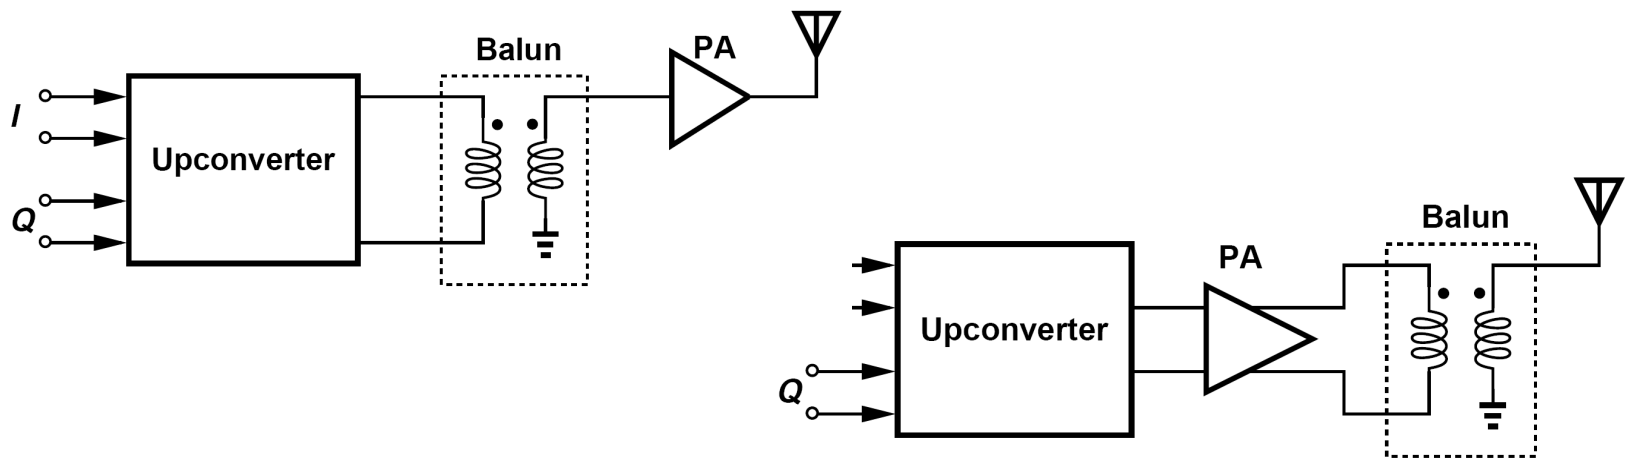 Balun
PA
I
Upconverter
Q
Balun
PA
Upconverter
Q